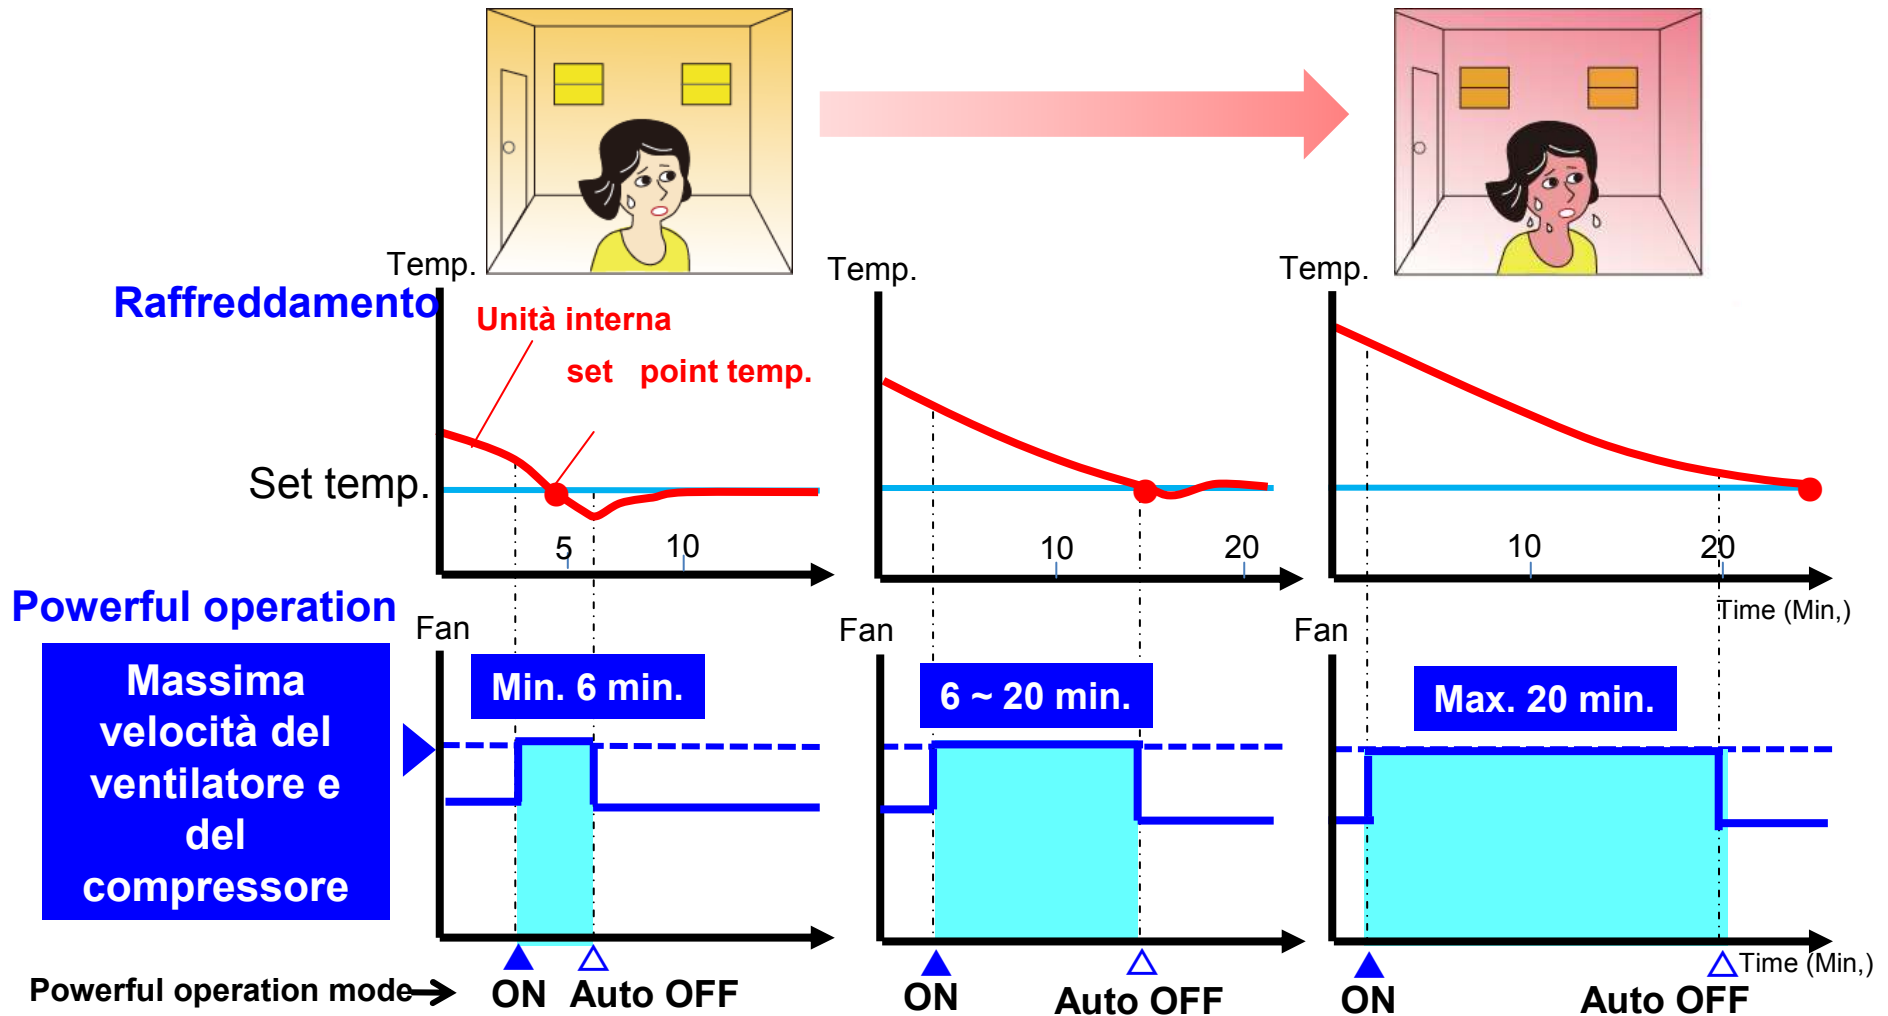 Temp.
Temp.
Temp.
Raffreddamento
Unità interna
set point temp.
Set temp.
5
10
10
20
10
20
Time (Min,)
Powerful operation
Fan
Fan
Fan
Massima
velocità del
ventilatore e
del
compressore
Min. 6 min.
6 ~ 20 min.
Max. 20 min.
Time (Min,)
Powerful operation mode
ON
Auto OFF
ON
Auto OFF
ON
Auto OFF